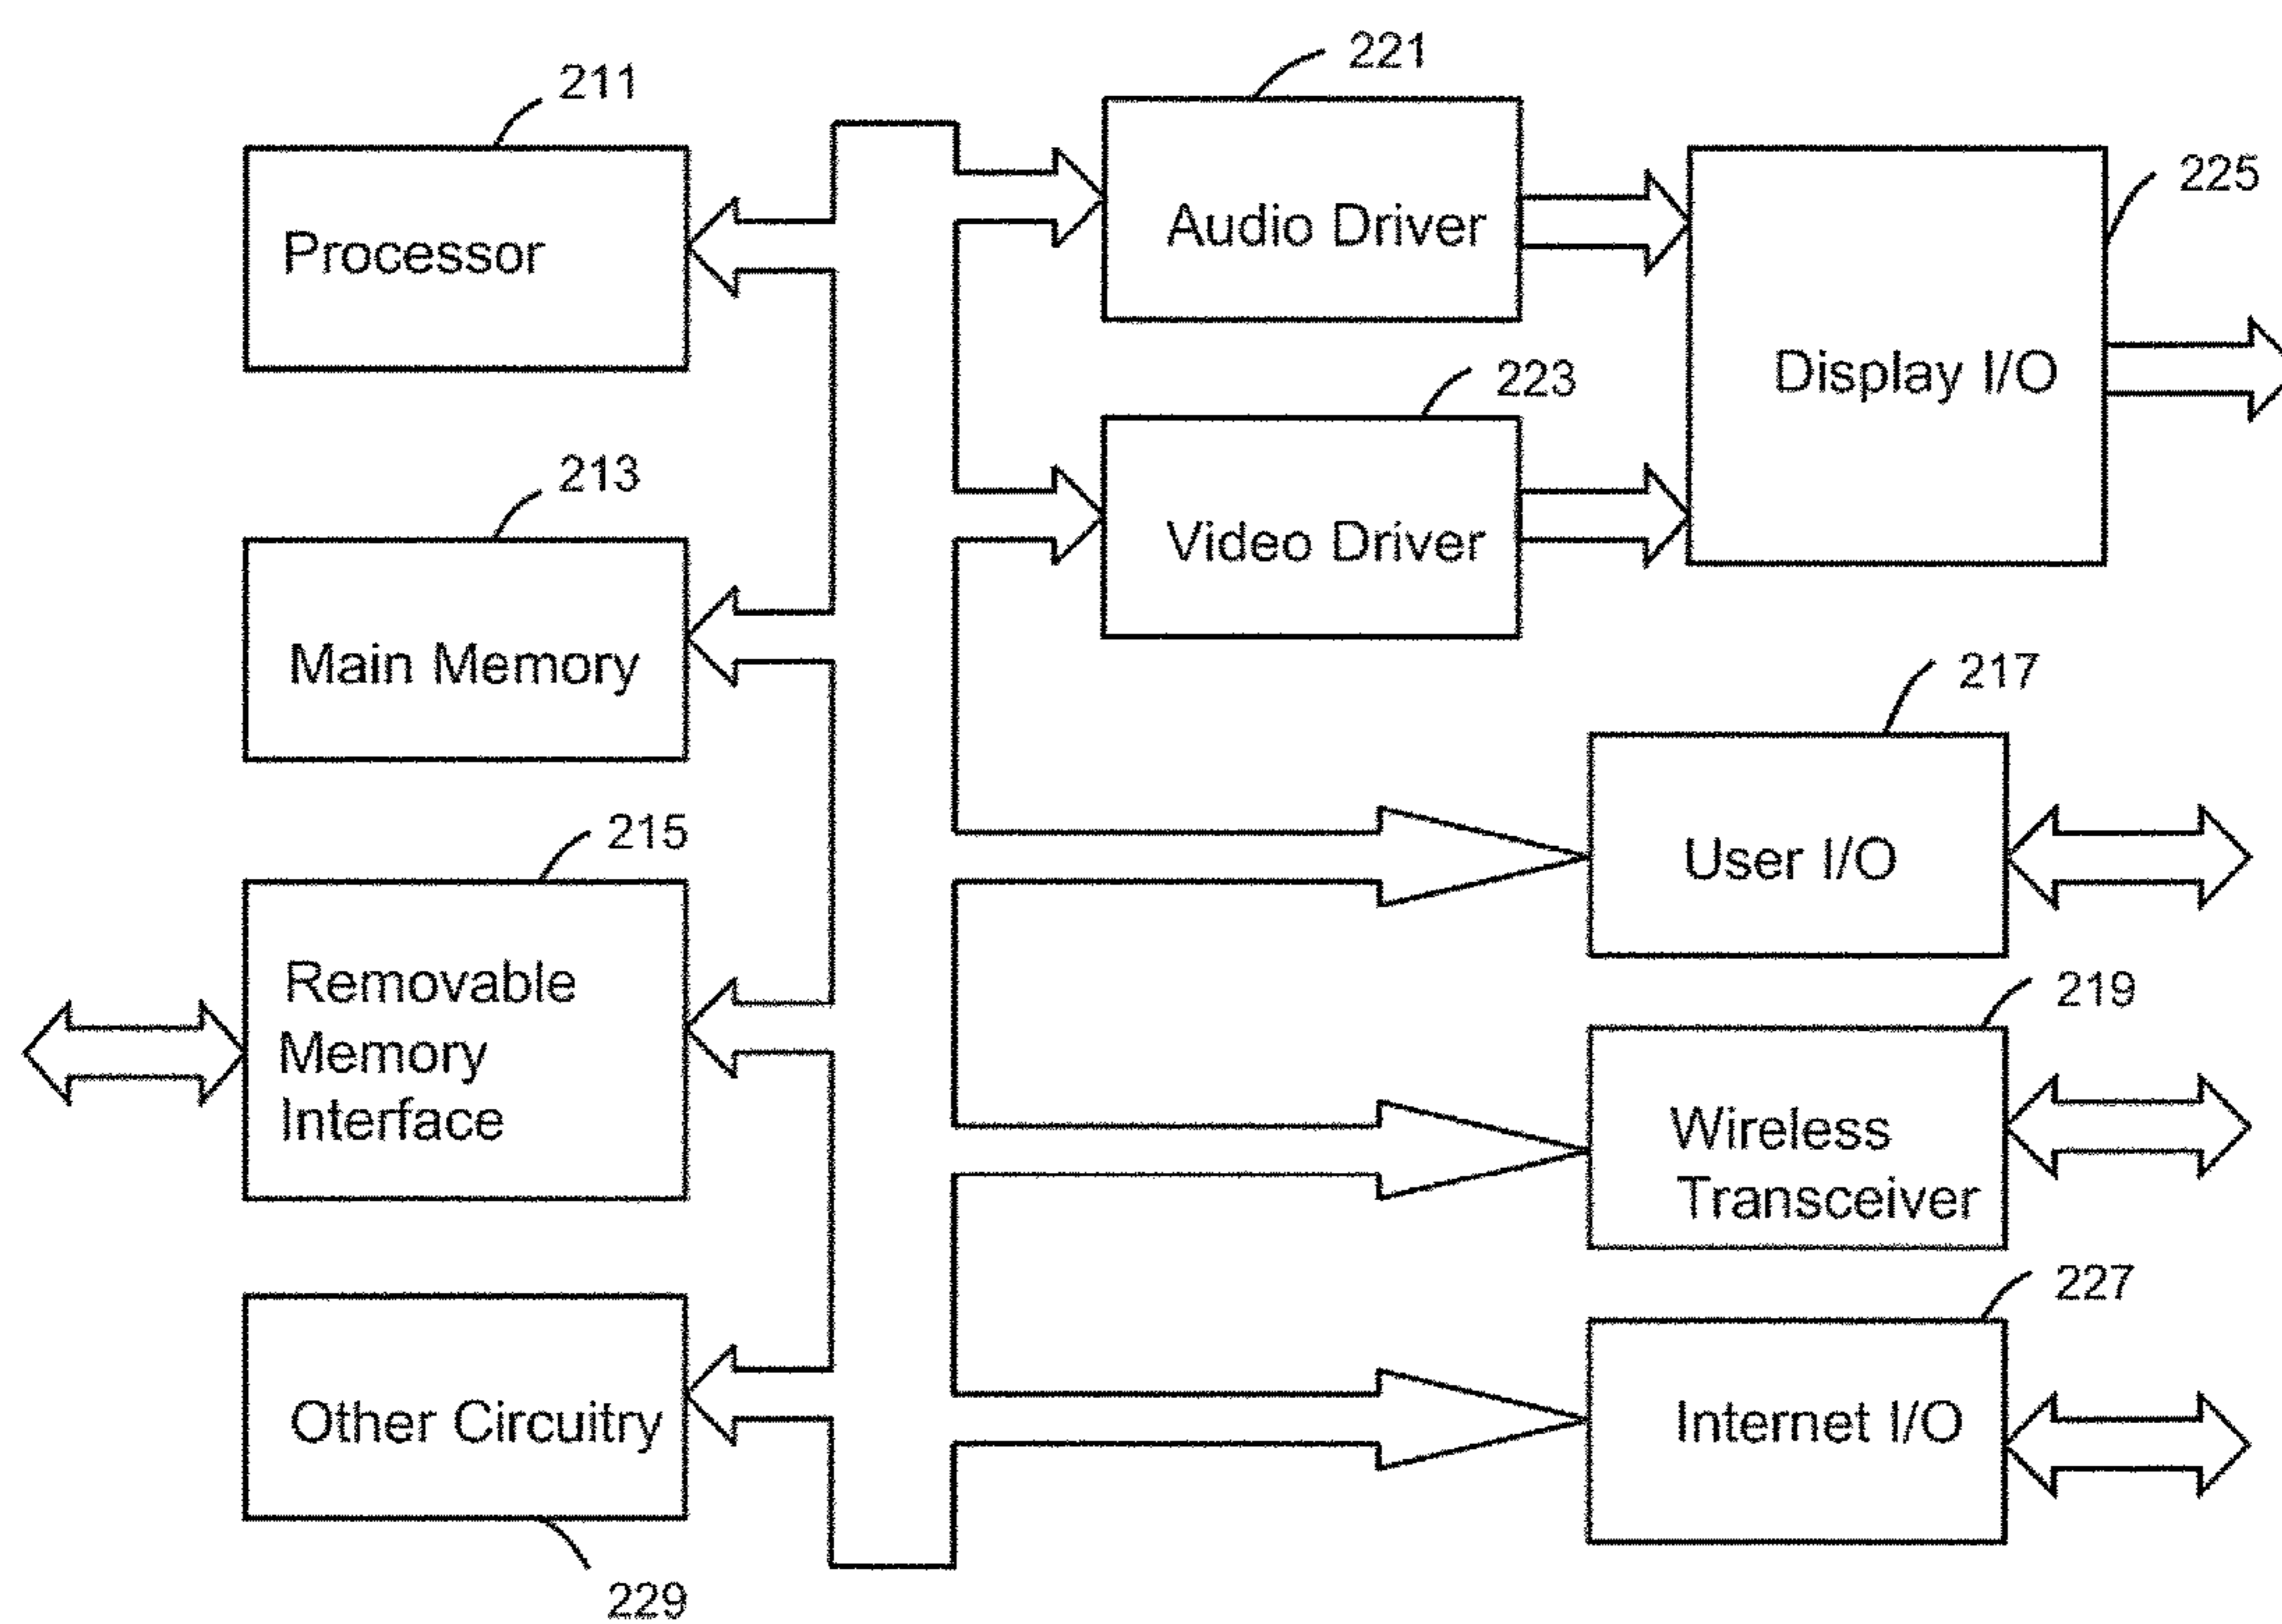 211
Processor
213
Main Memory
215
Removable
Memory
Interface
Other Circuitry
229
221
Audio Driver
223
Video Driver
225
Display I/O
217
User I/O
219
Wireless
Transceiver
227
Internet I/O